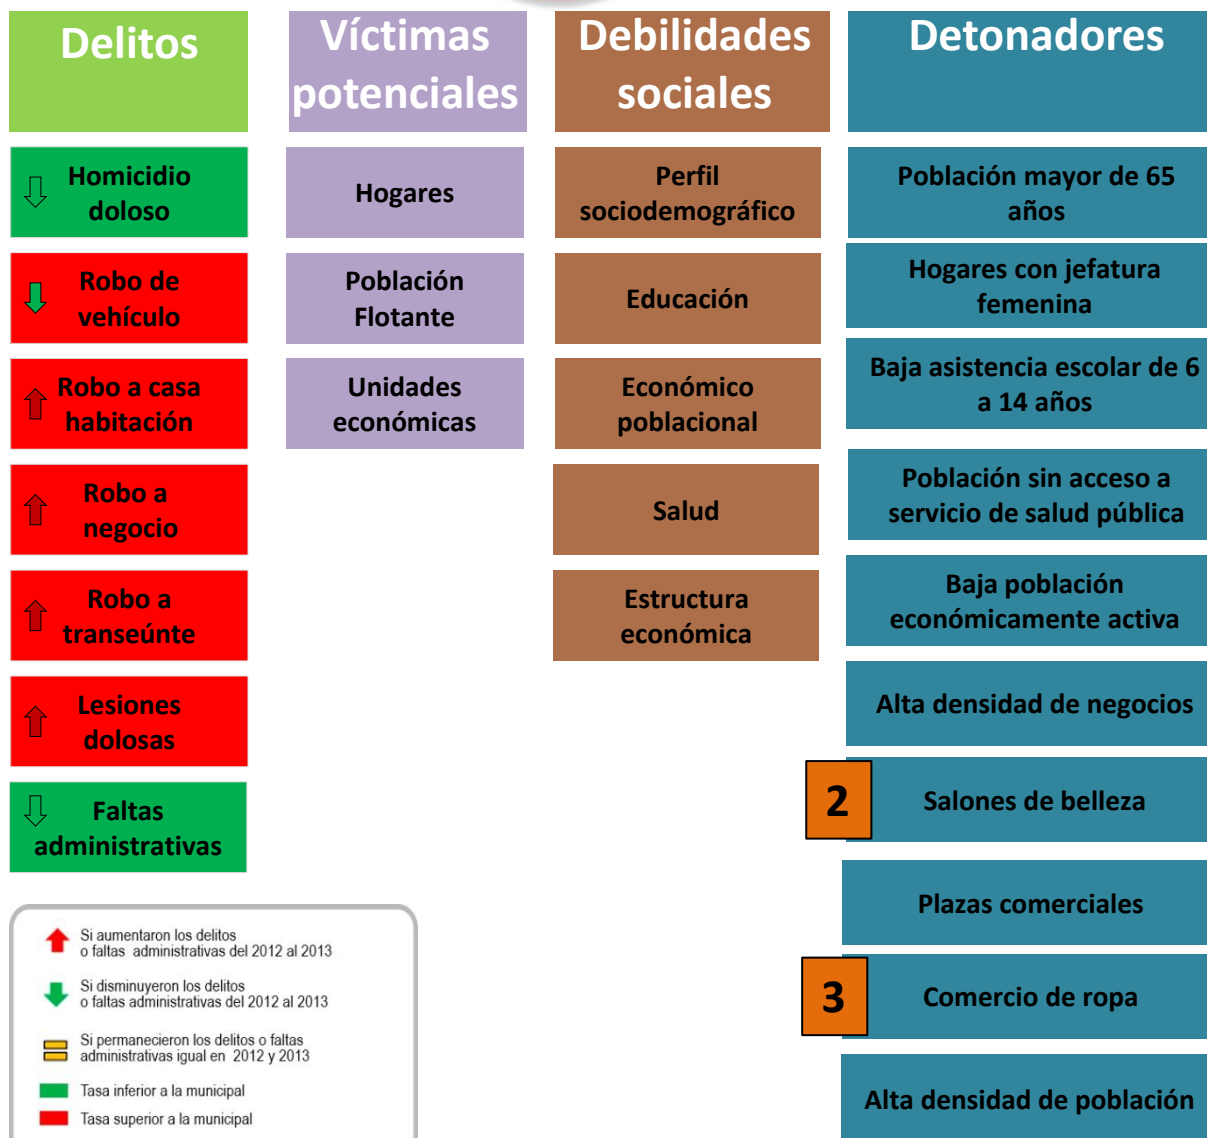 Delitos
Víctimas
potenciales
Debilidades
sociales
Detonadores
Homicidio
doloso
Robo de
vehículo
Robo a casa
habitación
Robo a
negocio
Robo a
transeúnte
Lesiones
dolosas
Faltas
administrativas
Hogares
Población
Flotante
Unidades
económicas
Perfil
sociodemográfico
Educación
Económico
poblacional
Salud
Estructura
económica
Población mayor de 65
años
Hogares con jefatura
femenina
Baja asistencia escolar de 6
a 14 años
Población sin acceso a
servicio de salud pública
Baja población
económicamente activa
Alta densidad de negocios
2
Salones de belleza
Plazas comerciales
3
Comercio de ropa
Alta densidad de población
Si aumentaron los delitos
o faltas administrativas del 2012 al 2013
Si disminuyeron los delitos
o faltas administrativas del 2012 al 2013
Si permanecieron los delitos o faltas
administrativas igual en 2012 y 2013
Tasa inferior a la municipal
Tasa superior a la municipal